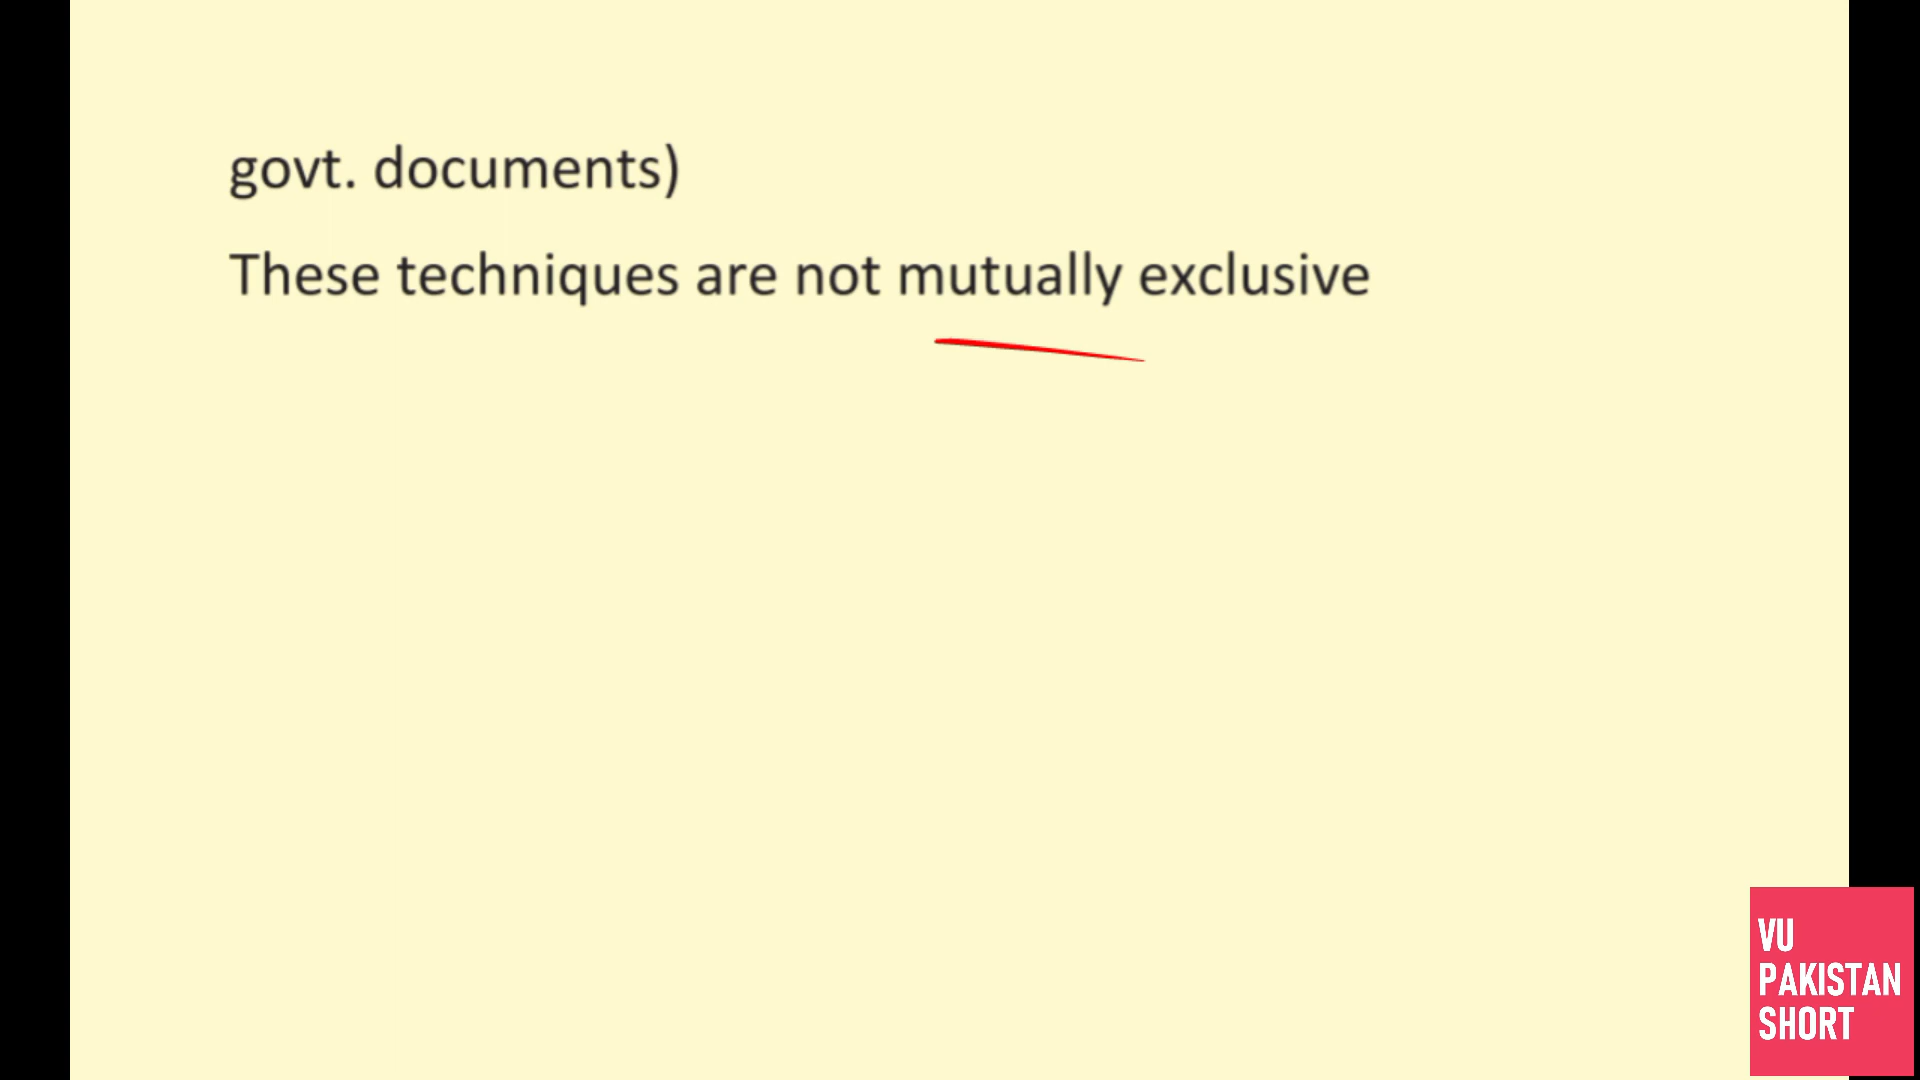 govt. documents)
These techniques are not mutually exclusive
VU
PAKISTAN
SHORT